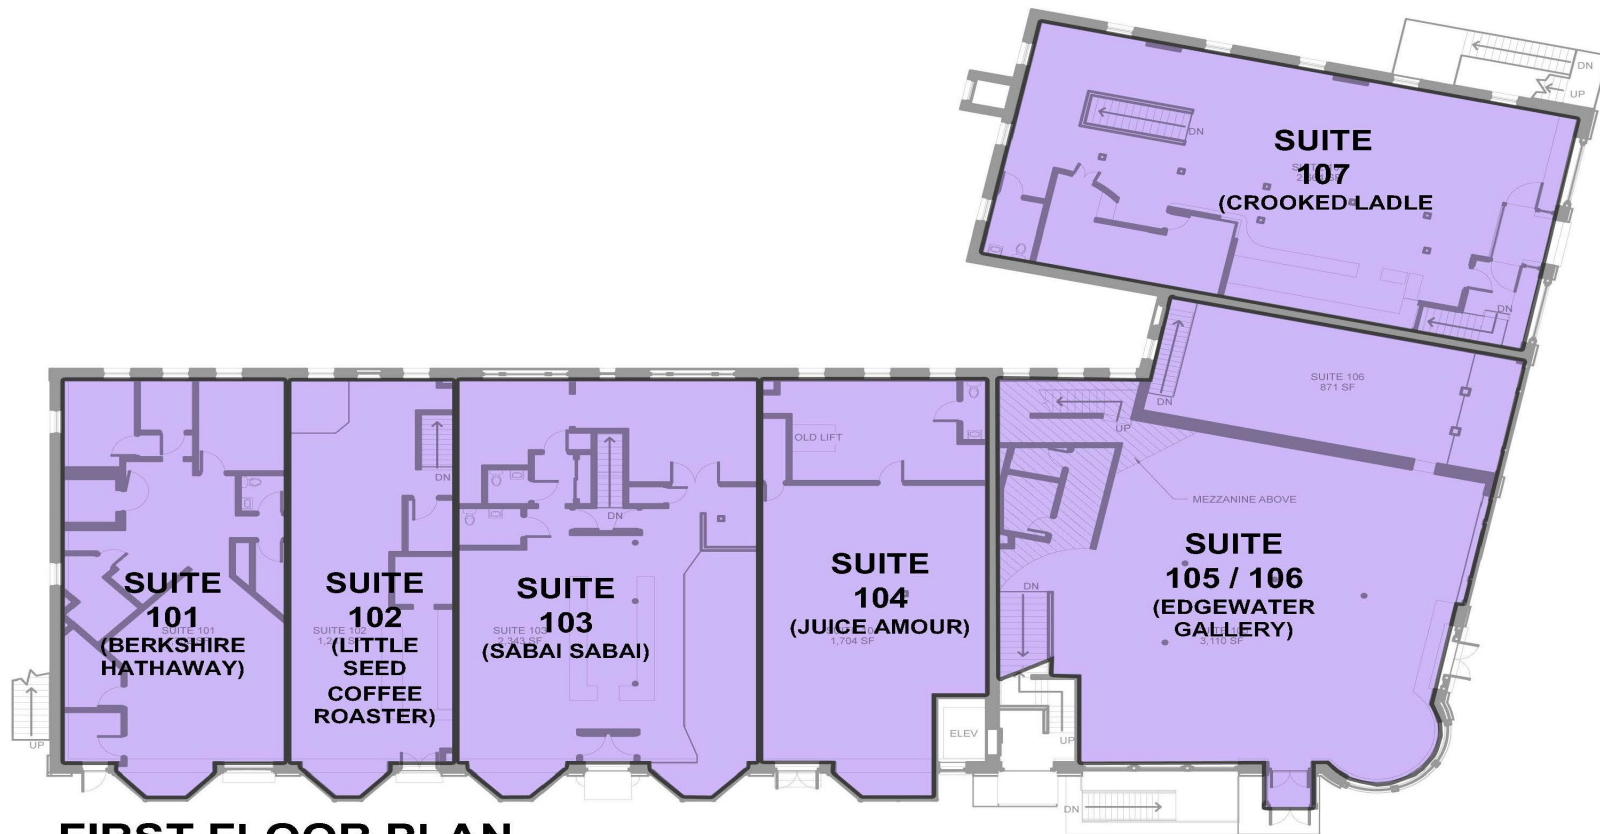 DN
UP
DN
SUITE
107
(CROOKED LADLE
DN
SUITE 106
871 SF
DN
UP
OLD LIFT
DN
DN
MEZZANINE ABOVE
SUITE
101
SUITE 101
(BERKSHIRE
HATHAWAY)
SUITE
102
SUITE 102
(LITTLE
SEED
COFFEE
ROASTER)
SUITE
103
SUITE 103
2,343 SF
(SABAI SABAI)
SUITE
104
(JUICE AMOUR)
1,704 SF
SUITE
105 / 106
(EDGEWATER
GALLERY)
3,110 SF
DN
UP
ELEV
UP
DN
FIRST FLOOR PLAN